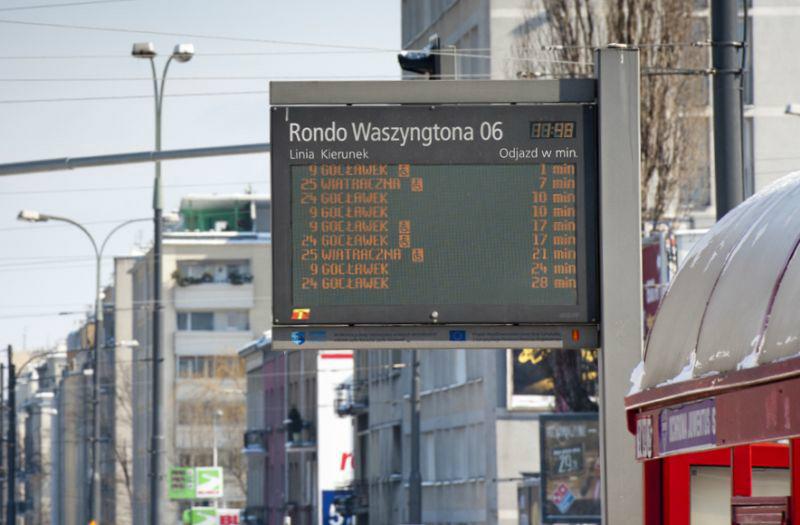 Rondo Waszyngtona 06
Linia Kierunek Odjazd w min.
9 GOCŁAWEK 1 min
25 WIATRACZNA 7 min
24 GOCŁAWEK 10 min
9 GOCŁAWEK 10 min
9 GOCŁAWEK 17 min
24 GOCŁAWEK 17 min
25 WIATRACZNA 21 min
9 GOCŁAWEK 24 min
24 GOCŁAWEK 28 min
OCHRONA JUVENTUS